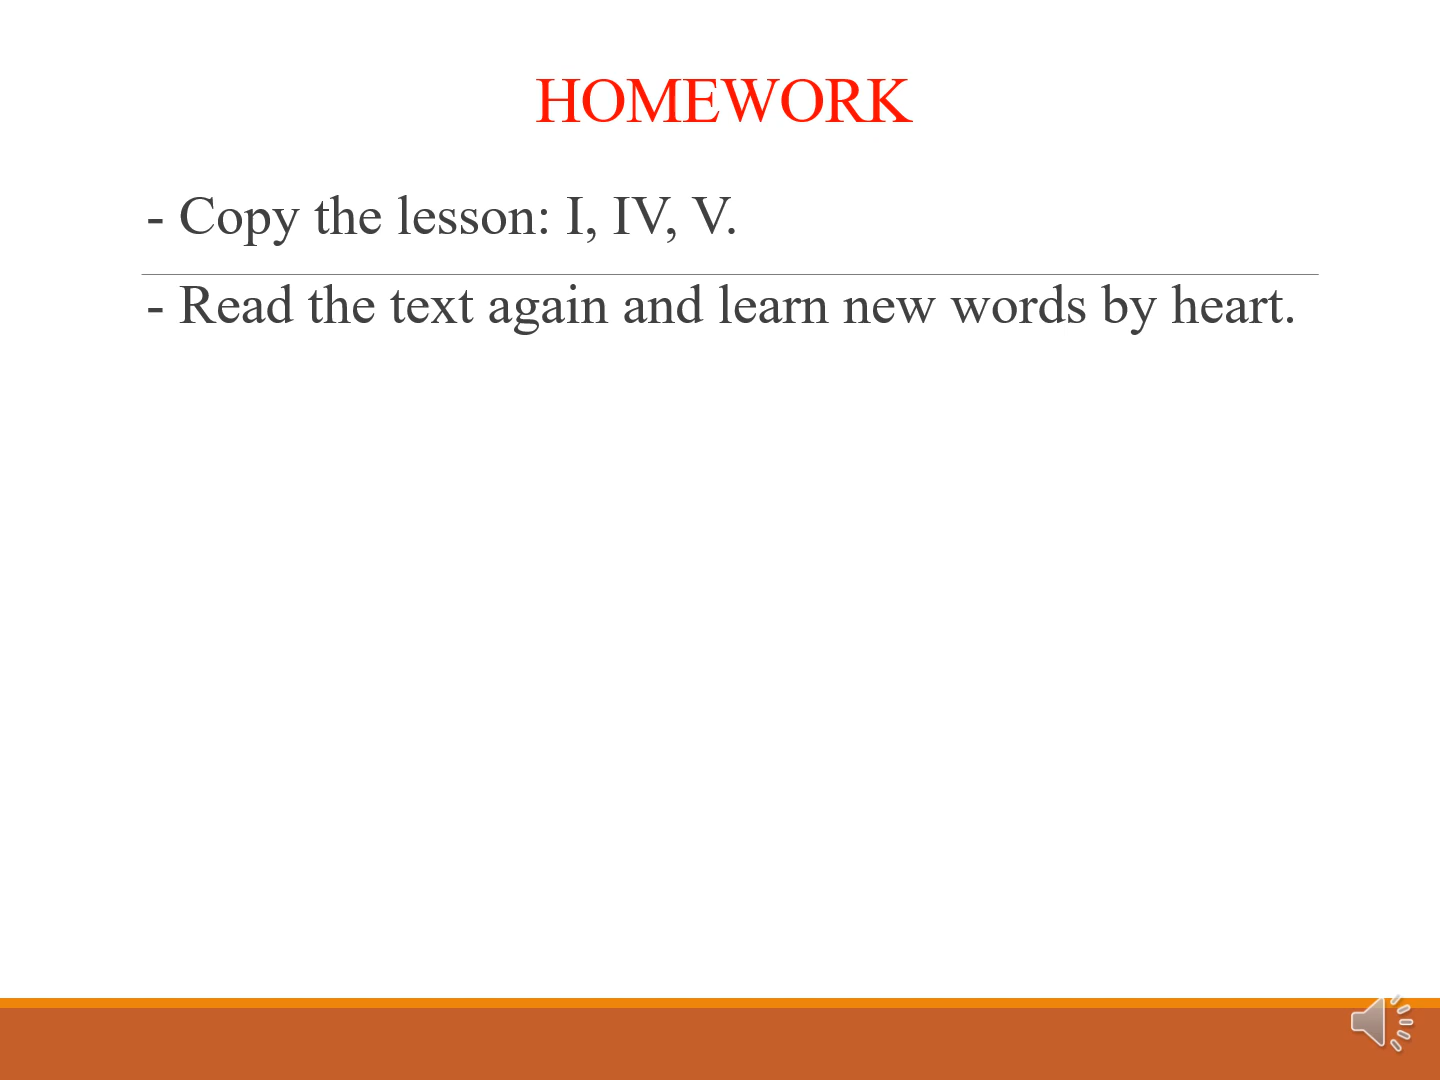 HOMEWORK
- Copy the lesson: I, IV, V.
- Read the text again and learn new words by heart.